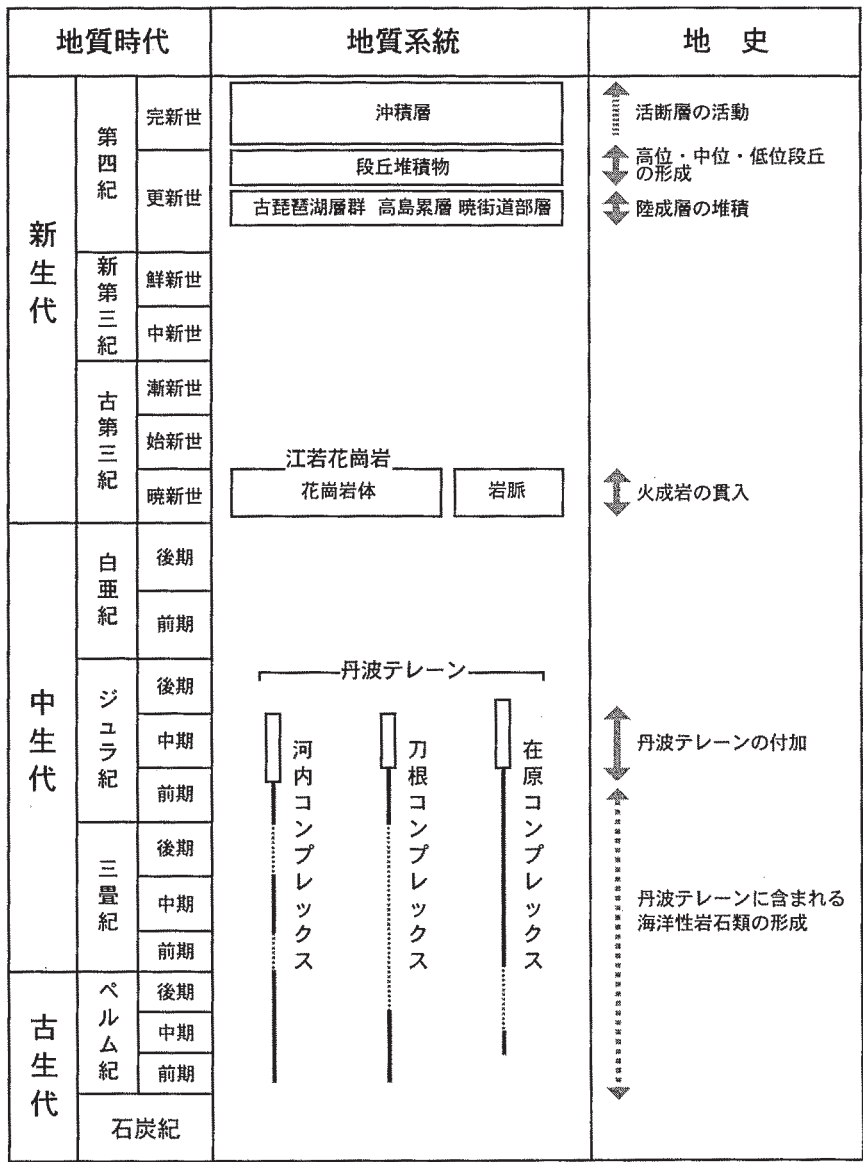 地質時代
地質系統
地 史
新生代
第四紀
完新世
更新世
新第三紀
鮮新世
中新世
古第三紀
漸新世
始新世
暁新世
中生代
白亜紀
後期
前期
ジュラ紀
後期
中期
前期
三畳紀
後期
中期
前期
古生代
ペルム紀
後期
中期
前期
石炭紀
沖積層
段丘堆積物
古琵琶湖層群 高島累層 暁街道部層
江若花崗岩
花崗岩体
岩脈
丹波テレーン
河内コンプレックス
刀根コンプレックス
在原コンプレックス
活断層の活動
高位・中位・低位段丘
の形成
陸成層の堆積
火成岩の貫入
丹波テレーンの付加
丹波テレーンに含まれる
海洋性岩石類の形成